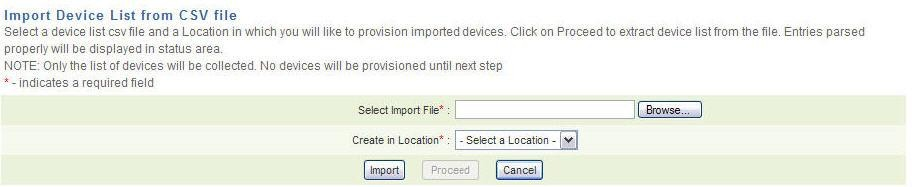 Import Device List from CSV file
Select a device list csv file and a Location in which you will like to provision imported devices. Click on Proceed to extract device list from the file. Entries parsed
properly will be displayed in status area.
NOTE: Only the list of devices will be collected. No devices will be provisioned until next step
* - indicates a required field
Select Import File* : Browse...
Create in Location* : - Select a Location -
Import Proceed Cancel